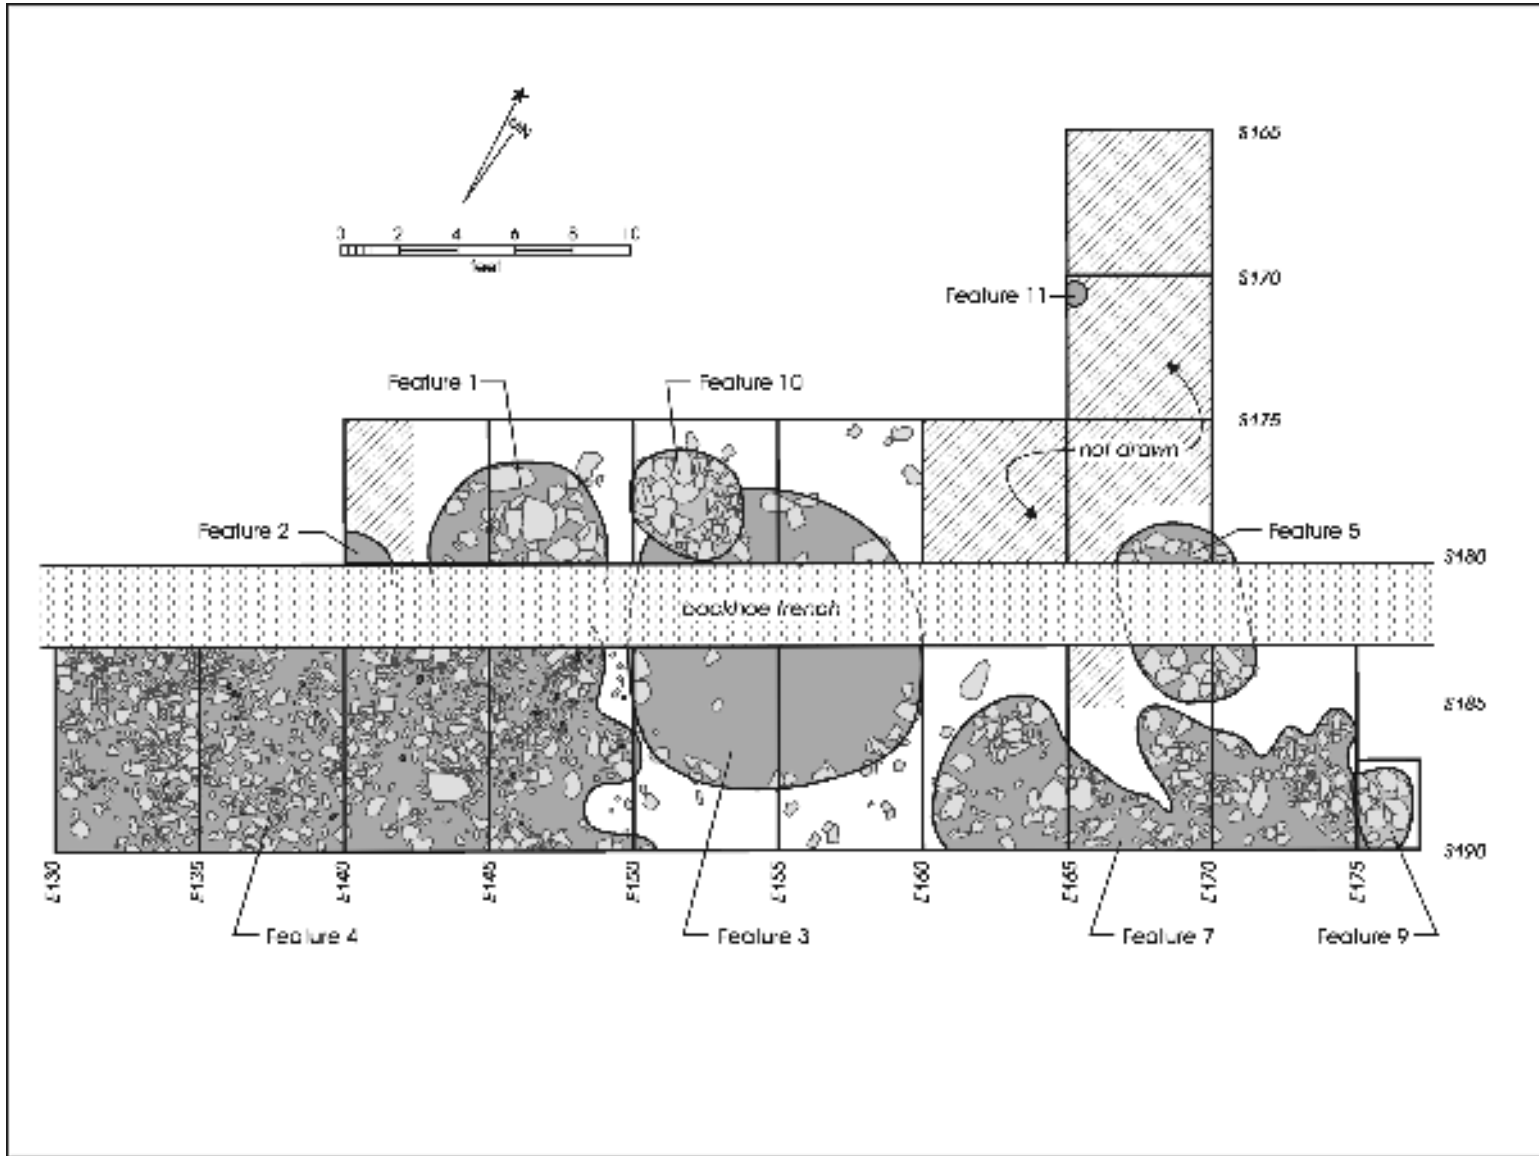 0 2 4 6 8 10
feet
S165
S170
Feature 11
Feature 1
Feature 10
S175
not drawn
Feature 2
Feature 5
S180
backhoe trench
S185
S190
E130
E135
E140
E145
E150
E155
E160
E165
E170
E175
Feature 4
Feature 3
Feature 7
Feature 9